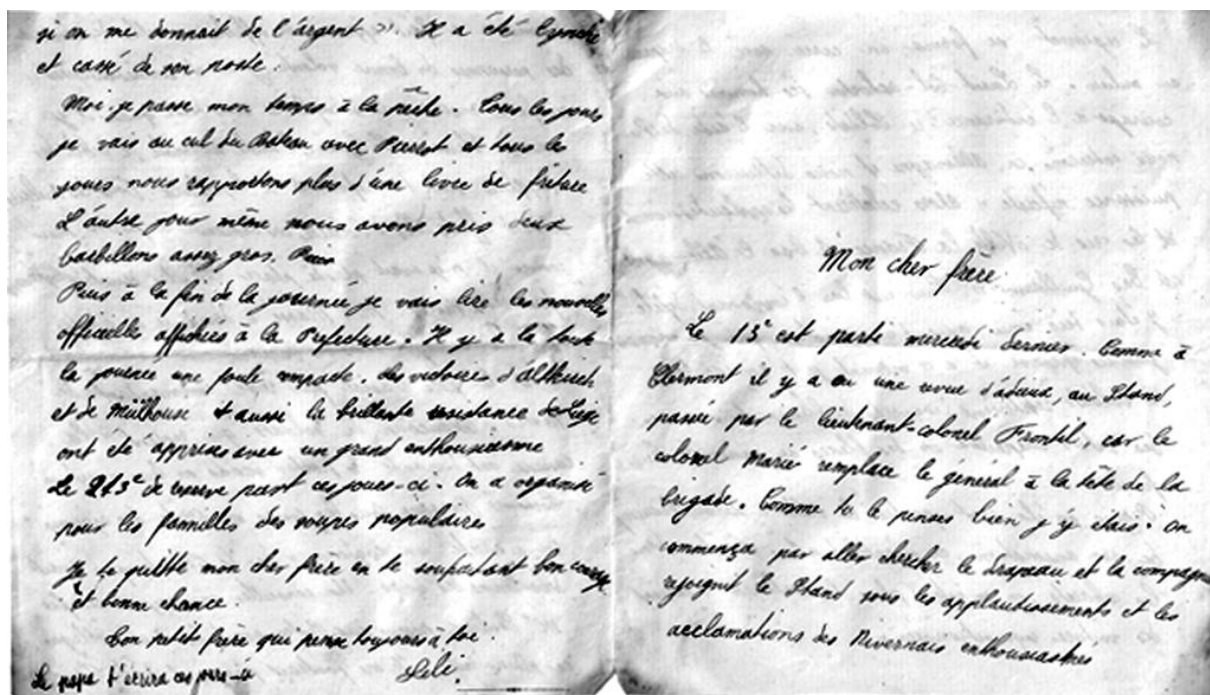 si on me donnait de l'argent ». Il a été lynché
et cassé de son poste.
Moi je passe mon temps à la pêche. Tous les jours
je vais au cul du Bateau avec Pierrot et tous les
jours nous rapportons plus d'une livre de friture
L'autre jour même nous avons pris deux
barbillons assez gros. Puis
Puis à la fin de la journée je vais lire les nouvelles
officielles affichées à la Prefecture. Il y a là toute
la journée une foule compacte. Les victoires d'Altkirch
et de Mülhouse et aussi la brillante resistance de Liège
ont été apprises avec un grand enthousiasme
Le 213e de reserve part ces jours-ci. On a organisé
pour les familles des soupes populaires
Je te quitte mon cher frère en te souhaitant bon courage
et bonne chance.
Ton petit frère qui pense toujours à toi.
Lili.
Le papa t'écrira ces jours-ci
Mon cher frère
Le 13e est parti mercredi dernier. Comme à
Clermont il y a eu une revue d'adieux, au Stand,
passée par le lieutenant-colonel Frontil, car le
colonel Marié remplace le général à la tête de la
brigade. Comme tu le penses bien j'y étais. On
commença par aller chercher le drapeau et la compagnie
rejoignit le Stand sous les applaudissements et les
acclamations des Nivernais enthousiasmés